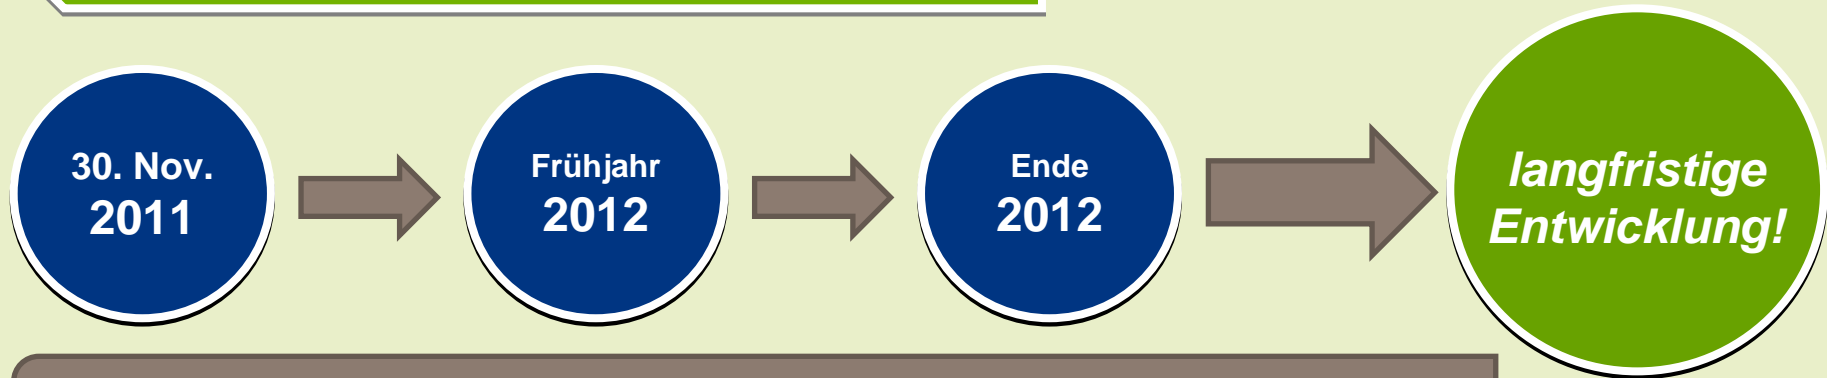 30. Nov.
2011
Frühjahr
2012
Ende
2012
langfristige
Entwicklung!